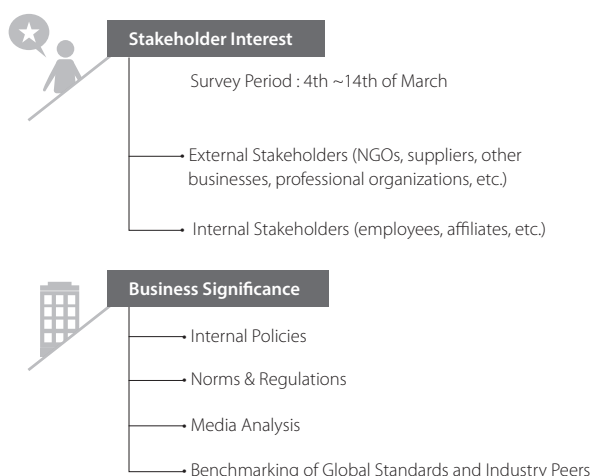 Stakeholder Interest
Survey Period : 4th ~14th of March
External Stakeholders (NGOs, suppliers, other
businesses, professional organizations, etc.)
Internal Stakeholders (employees, affiliates, etc.)
Business Significance
Internal Policies
Norms & Regulations
Media Analysis
Benchmarking of Global Standards and Industry Peers